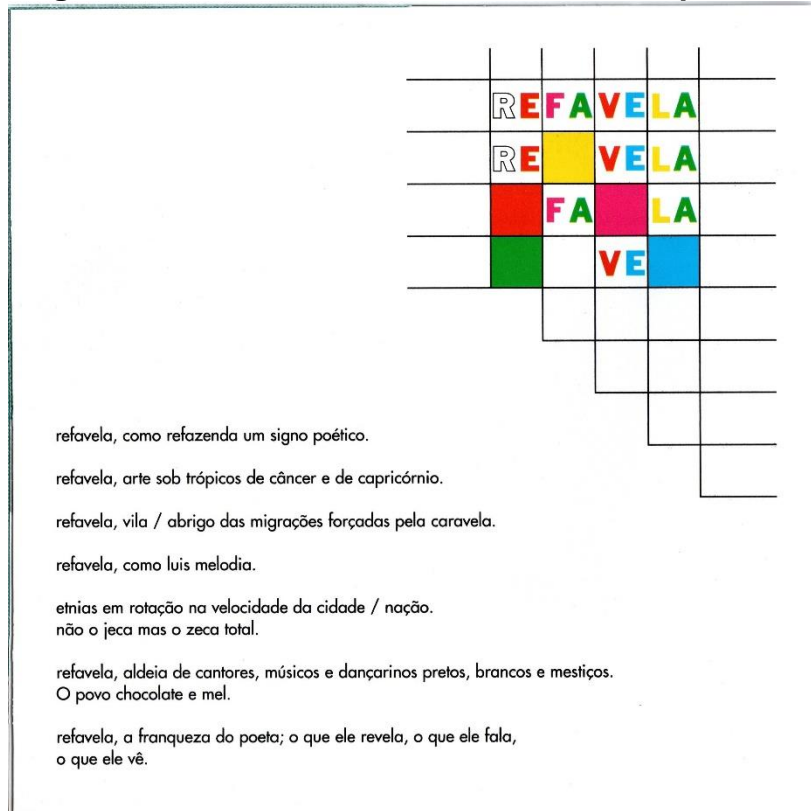 REFAVELA
RE VELA
FA LA
VE
refavela, como refazenda um signo poético.
refavela, arte sob trópicos de câncer e de capricórnio.
refavela, vila / abrigo das migrações forçadas pela caravela.
refavela, como luis melodia.
etnias em rotação na velocidade da cidade / nação.
não o jeca mas o zeca total.
refavela, aldeia de cantores, músicos e dançarinos pretos, brancos e mestiços.
O povo chocolate e mel.
refavela, a franqueza do poeta; o que ele revela, o que ele fala,
o que ele vê.